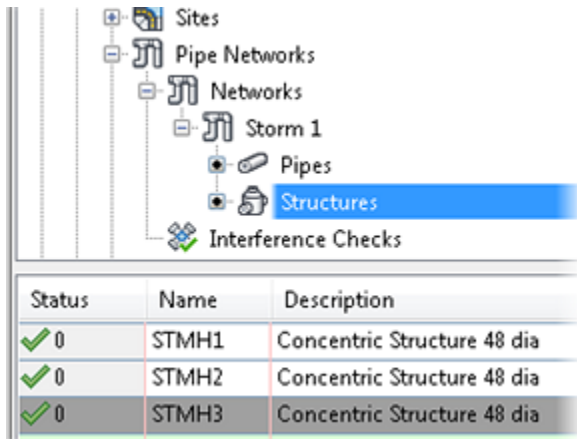 Sites
Pipe Networks
Networks
Storm 1
Pipes
Structures
Interference Checks
Status Name Description
0 STMH1 Concentric Structure 48 dia
0 STMH2 Concentric Structure 48 dia
0 STMH3 Concentric Structure 48 dia